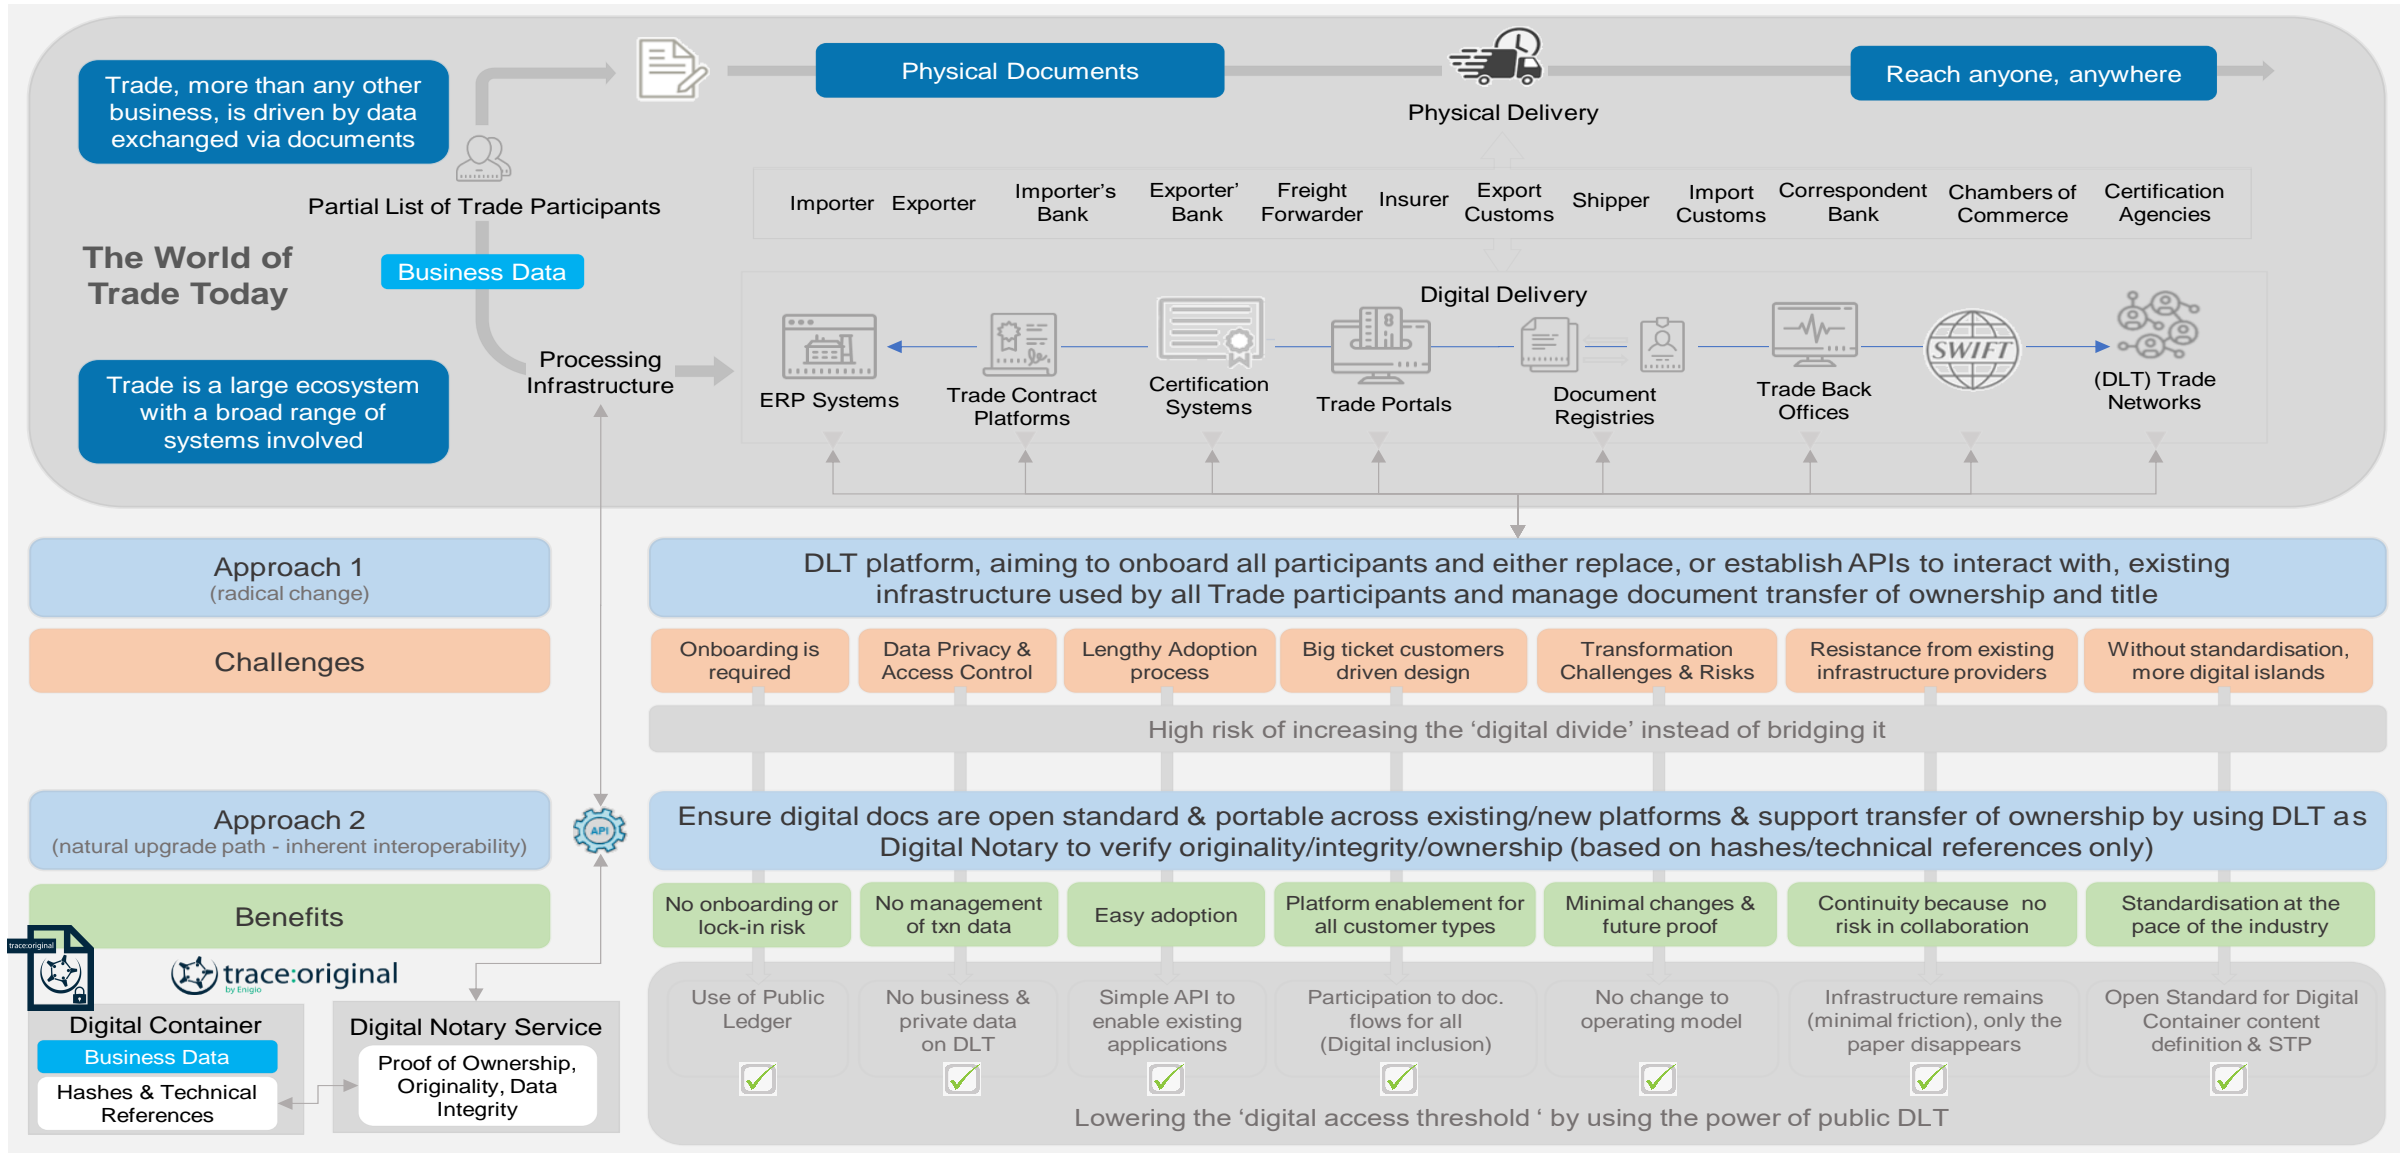 Trade, more than any other
business, is driven by data
exchanged via documents
Physical Documents
Reach anyone, anywhere
Physical Delivery
Partial List of Trade Participants
Importer
Exporter
Importer's
Bank
Exporter'
Bank
Freight
Forwarder
Insurer
Export
Customs
Shipper
Import
Customs
Correspondent
Bank
Chambers of
Commerce
Certification
Agencies
The World of
Trade Today
Business Data
Digital Delivery
Processing
Infrastructure
Trade is a large ecosystem
with a broad range of
systems involved
ERP Systems
Trade Contract
Platforms
Certification
Systems
8
Trade Portals
Document
Registries
Trade Back
Offices
SWIFT
(DLT) Trade
Networks
Approach 1
(radical change)
DLT platform, aiming to onboard all participants and either replace, or establish APIs to interact with, existing
infrastructure used by all Trade participants and manage document transfer of ownership and title
Challenges
Onboarding is
required
Data Privacy &
Access Control
Lengthy Adoption
process
Big ticket customers
driven design
Transformation
Challenges & Risks
Resistance from existing
infrastructure providers
Without standardisation,
more digital islands
High risk of increasing the 'digital divide' instead of bridging it
Approach 2
(natural upgrade path - inherent interoperability)
API
Ensure digital docs are open standard & portable across existing/new platforms & support transfer of ownership by using DLT as
Digital Notary to verify originality/integrity/ownership (based on hashes/technical references only)
Benefits
No onboarding or
lock-in risk
No management
of txn data
Easy adoption
Platform enablement for
all customer types
Minimal changes &
future proof
Continuity because no
risk in collaboration
Standardisation at the
pace of the industry
trace:original
trace:original
by Enigio
Use of Public
Ledger
No business &
private data
on DLT
Simple API to
enable existing
applications
Participation to doc.
flows for all
(Digital inclusion)
No change to
operating model
Infrastructure remains
(minimal friction), only the
paper disappears
Open Standard for Digital
Container content
definition & STP
Digital Container
Business Data
Hashes & Technical
References
Digital Notary Service
Proof of Ownership,
Originality, Data
Integrity
Lowering the 'digital access threshold ' by using the power of public DLT